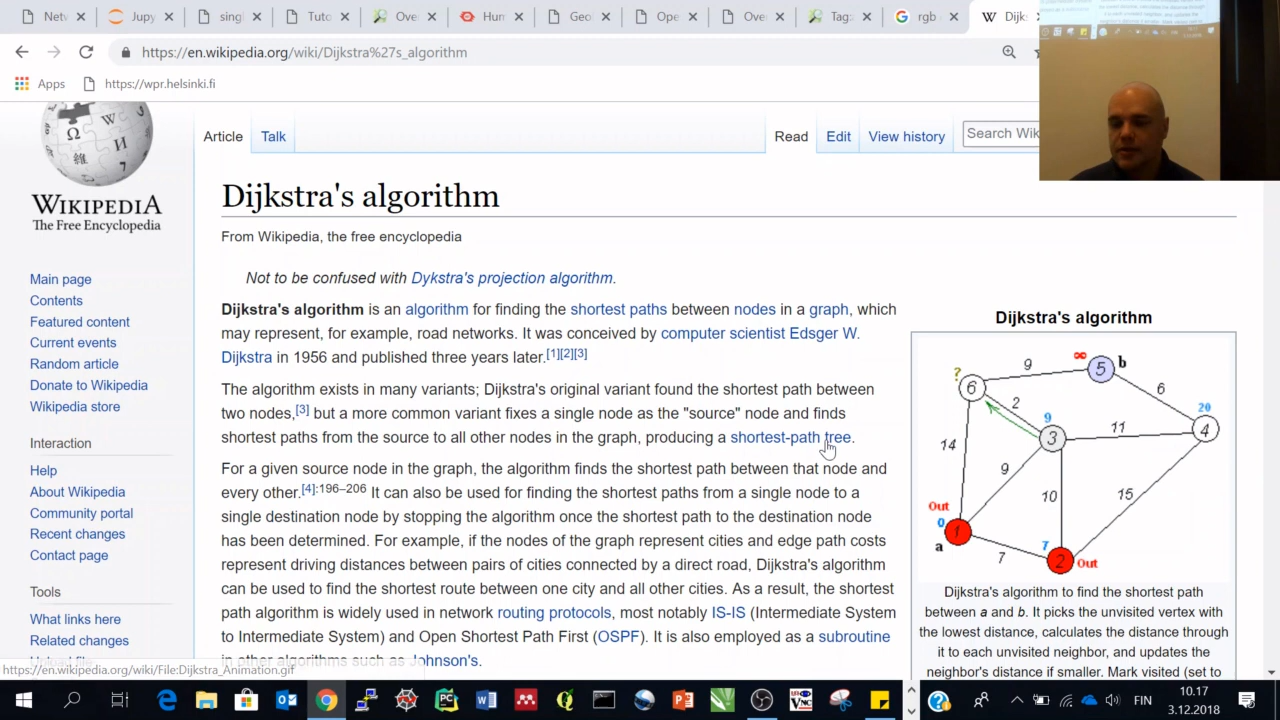 Netw
Jupy
sing
Tuto
Geo
Ope
Ove
rgb
Dijks
https://en.wikipedia.org/wiki/Dijkstra%27s_algorithm
Apps
https://wpr.helsinki.fi
WIKIPEDIA
The Free Encyclopedia
Main page
Contents
Featured content
Current events
Random article
Donate to Wikipedia
Wikipedia store
Interaction
Help
About Wikipedia
Community portal
Recent changes
Contact page
Tools
What links here
Related changes
https://en.wikipedia.org/wiki/File:Dijkstra_Animation.gif
Article
Talk
Read
Edit
View history
Search Wik
Dijkstra's algorithm
From Wikipedia, the free encyclopedia
Not to be confused with Dykstra's projection algorithm.
Dijkstra's algorithm is an algorithm for finding the shortest paths between nodes in a graph, which
may represent, for example, road networks. It was conceived by computer scientist Edsger W.
Dijkstra in 1956 and published three years later.[1][2][3]
The algorithm exists in many variants; Dijkstra's original variant found the shortest path between
two nodes,[3] but a more common variant fixes a single node as the "source" node and finds
shortest paths from the source to all other nodes in the graph, producing a shortest-path tree.
For a given source node in the graph, the algorithm finds the shortest path between that node and
every other.[4]:196–206 It can also be used for finding the shortest paths from a single node to a
single destination node by stopping the algorithm once the shortest path to the destination node
has been determined. For example, if the nodes of the graph represent cities and edge path costs
represent driving distances between pairs of cities connected by a direct road, Dijkstra's algorithm
can be used to find the shortest route between one city and all other cities. As a result, the shortest
path algorithm is widely used in network routing protocols, most notably IS-IS (Intermediate System
to Intermediate System) and Open Shortest Path First (OSPF). It is also employed as a subroutine
in other algorithms such as Johnson's.
Dijkstra's algorithm
9
∞
5
b
?
6
2
6
9
20
11
3
4
14
9
10
15
Out
0
1
a
7
7
2
Out
Dijkstra's algorithm to find the shortest path
between a and b. It picks the unvisited vertex with
the lowest distance, calculates the distance through
it to each unvisited neighbor, and updates the
neighbor's distance if smaller. Mark visited (set to
FIN
10.17
3.12.2018